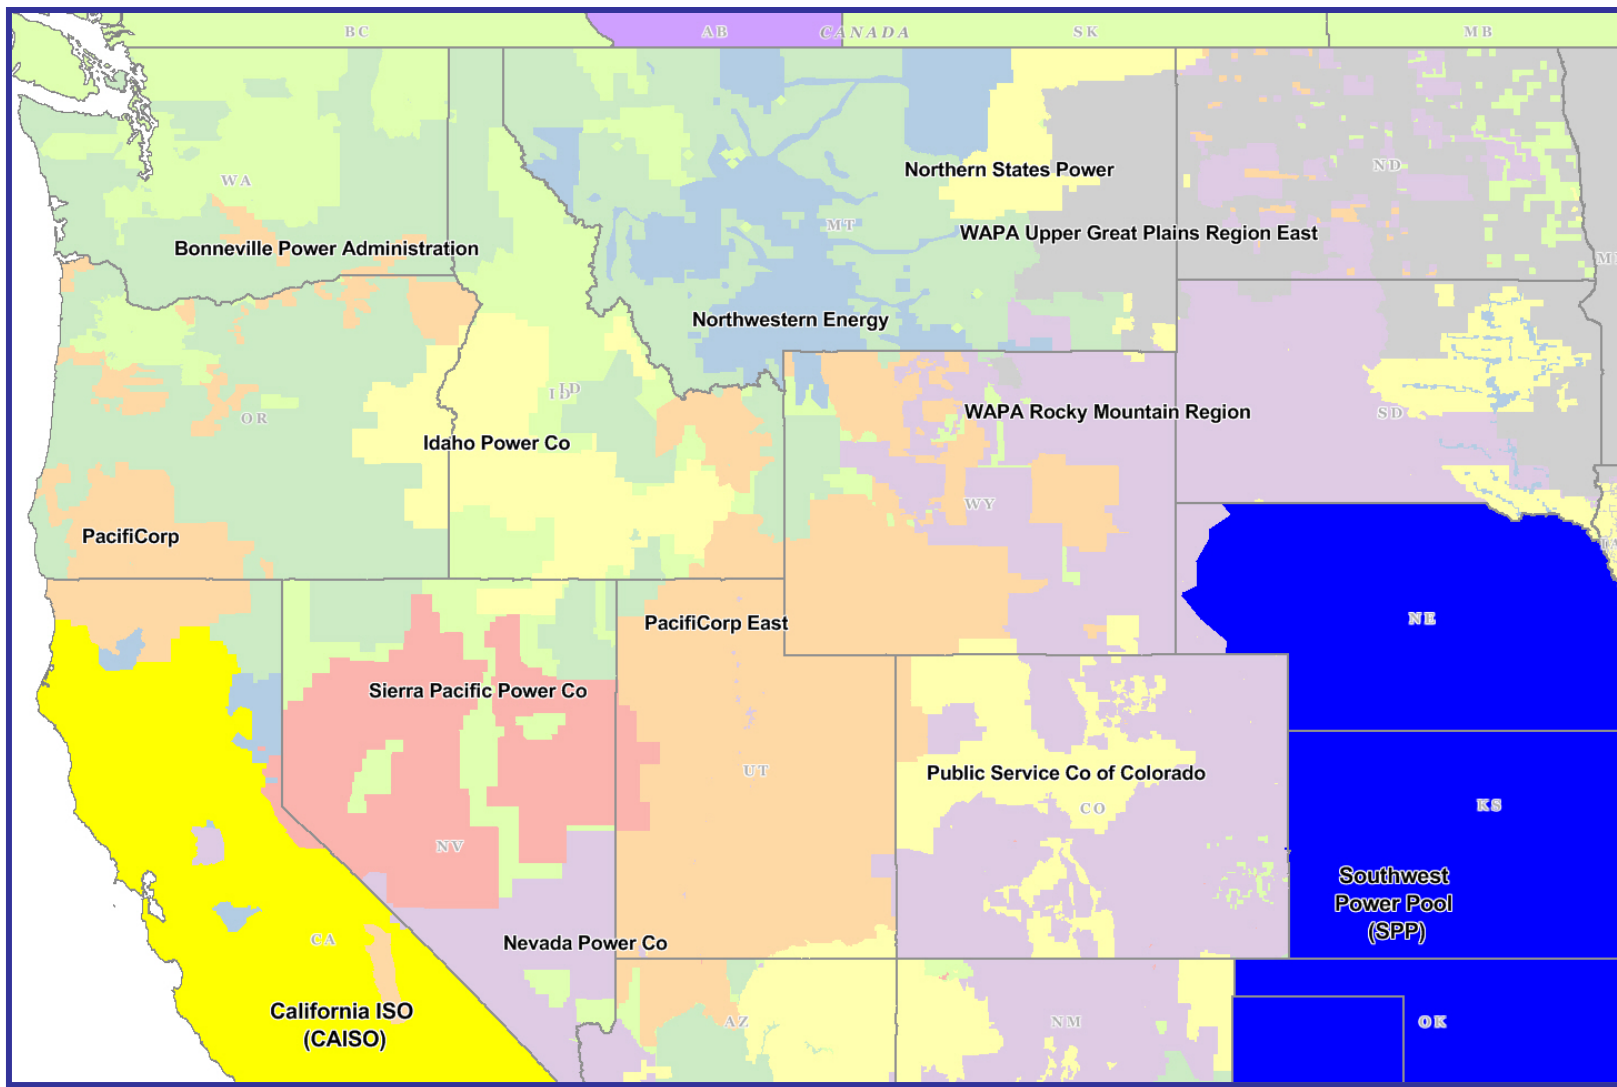 BC
AB
CANADA
SK
MB
WA
Northern States Power
ND
MT
Bonneville Power Administration
WAPA Upper Great Plains Region East
Northwestern Energy
ID
ID
OR
WAPA Rocky Mountain Region
SD
Idaho Power Co
WY
PacifiCorp
PacifiCorp East
NE
Sierra Pacific Power Co
UT
Public Service Co of Colorado
CO
KS
NV
Southwest
Power Pool
(SPP)
CA
Nevada Power Co
California ISO
(CAISO)
AZ
NM
OK